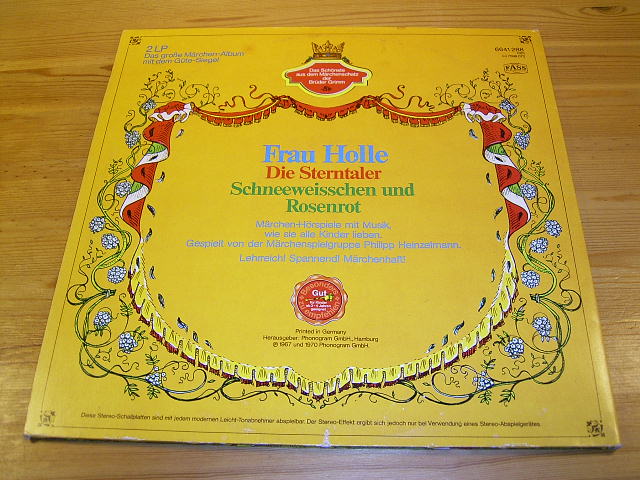 2 LP
Das große Märchen-Album
mit dem Güte-Siegel
Das Schönste
aus dem Märchenschatz
der
Brüder Grimm
6641 288
FASS
Frau Holle
Die Sterntaler
Schneeweisschen und
Rosenrot
Märchen-Hörspiele mit Musik,
wie sie alle Kinder lieben.
Gespielt von der Märchenspielgruppe Philipp Heinzelmann.
Lehrreich! Spannend! Märchenhaft!
Besonders
Gut
für Kinder
empfehlen
Printed in Germany
Herausgeber: Phonogram GmbH., Hamburg
℗ 1967 und 1970 Phonogram GmbH.
Diese Stereo-Schallplatten sind mit jedem modernen Leicht-Tonabnehmer abspielbar. Der Stereo-Effekt ergibt sich jedoch nur bei Verwendung eines Stereo-Abspielgerätes.